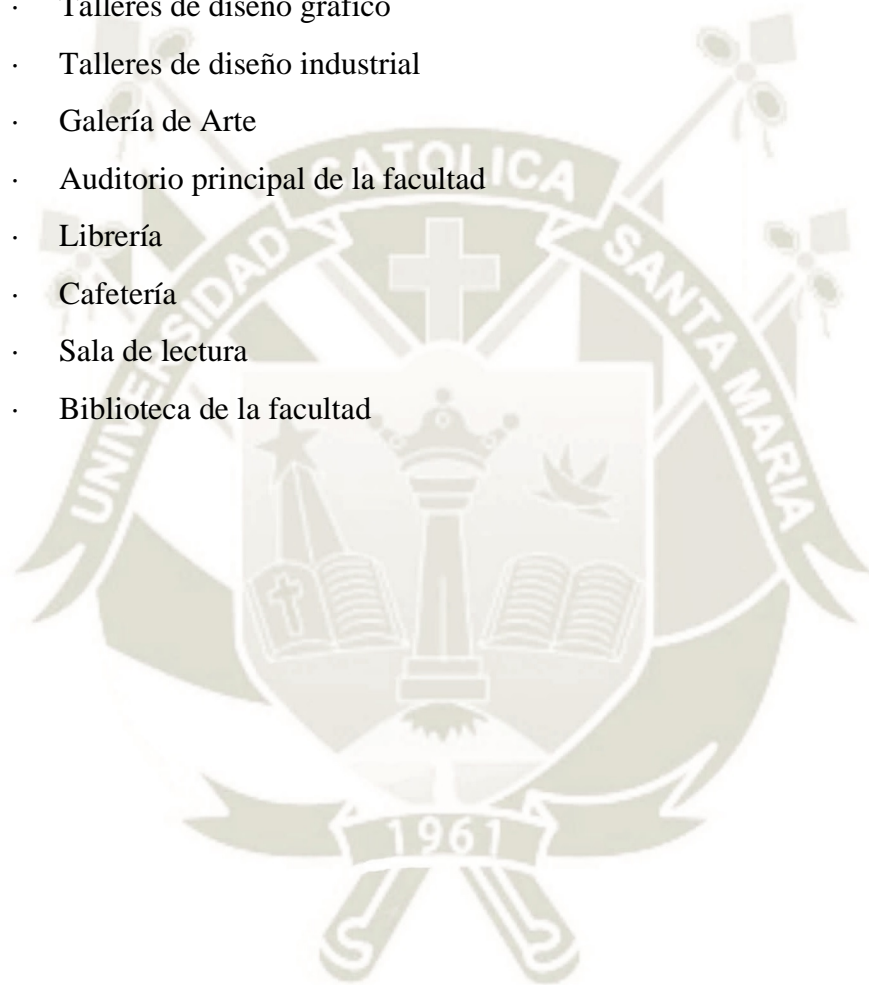 · Talleres de diseño gráfico
· Talleres de diseño industrial
· Galería de Arte
· Auditorio principal de la facultad
· Librería
· Cafetería
· Sala de lectura
· Biblioteca de la facultad
UNIVERSIDAD CATOLICA SANTA MARIA
1961